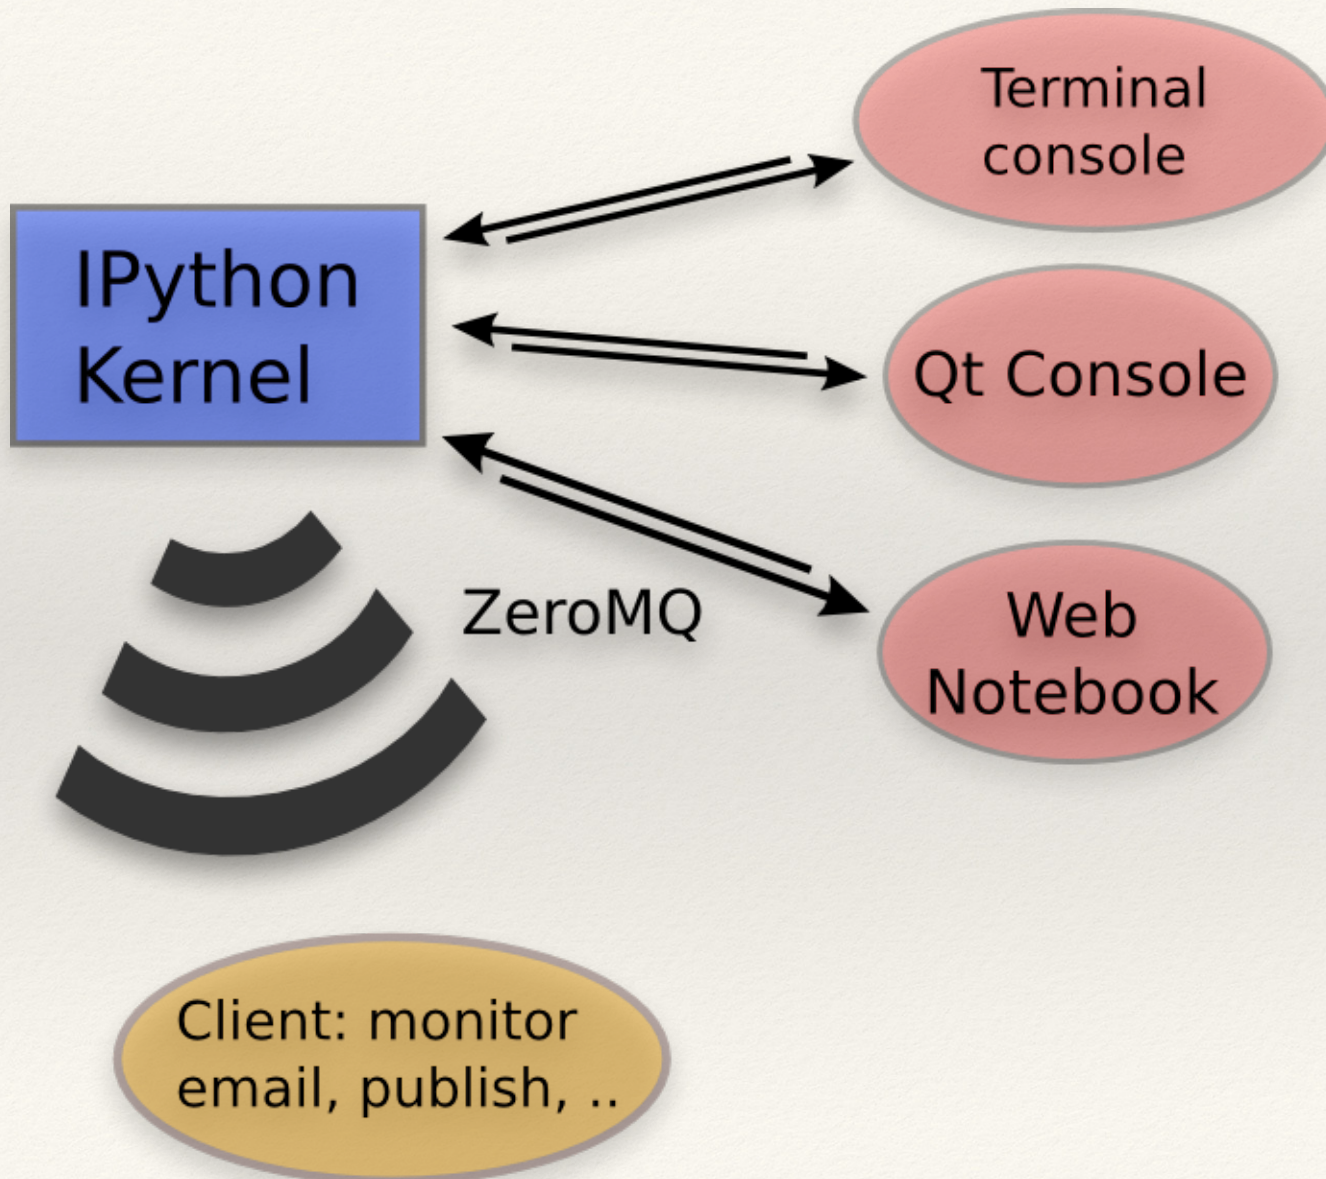 Terminal
console
IPython
Kernel
Qt Console
ZeroMQ
Web
Notebook
Client: monitor
email, publish, ..